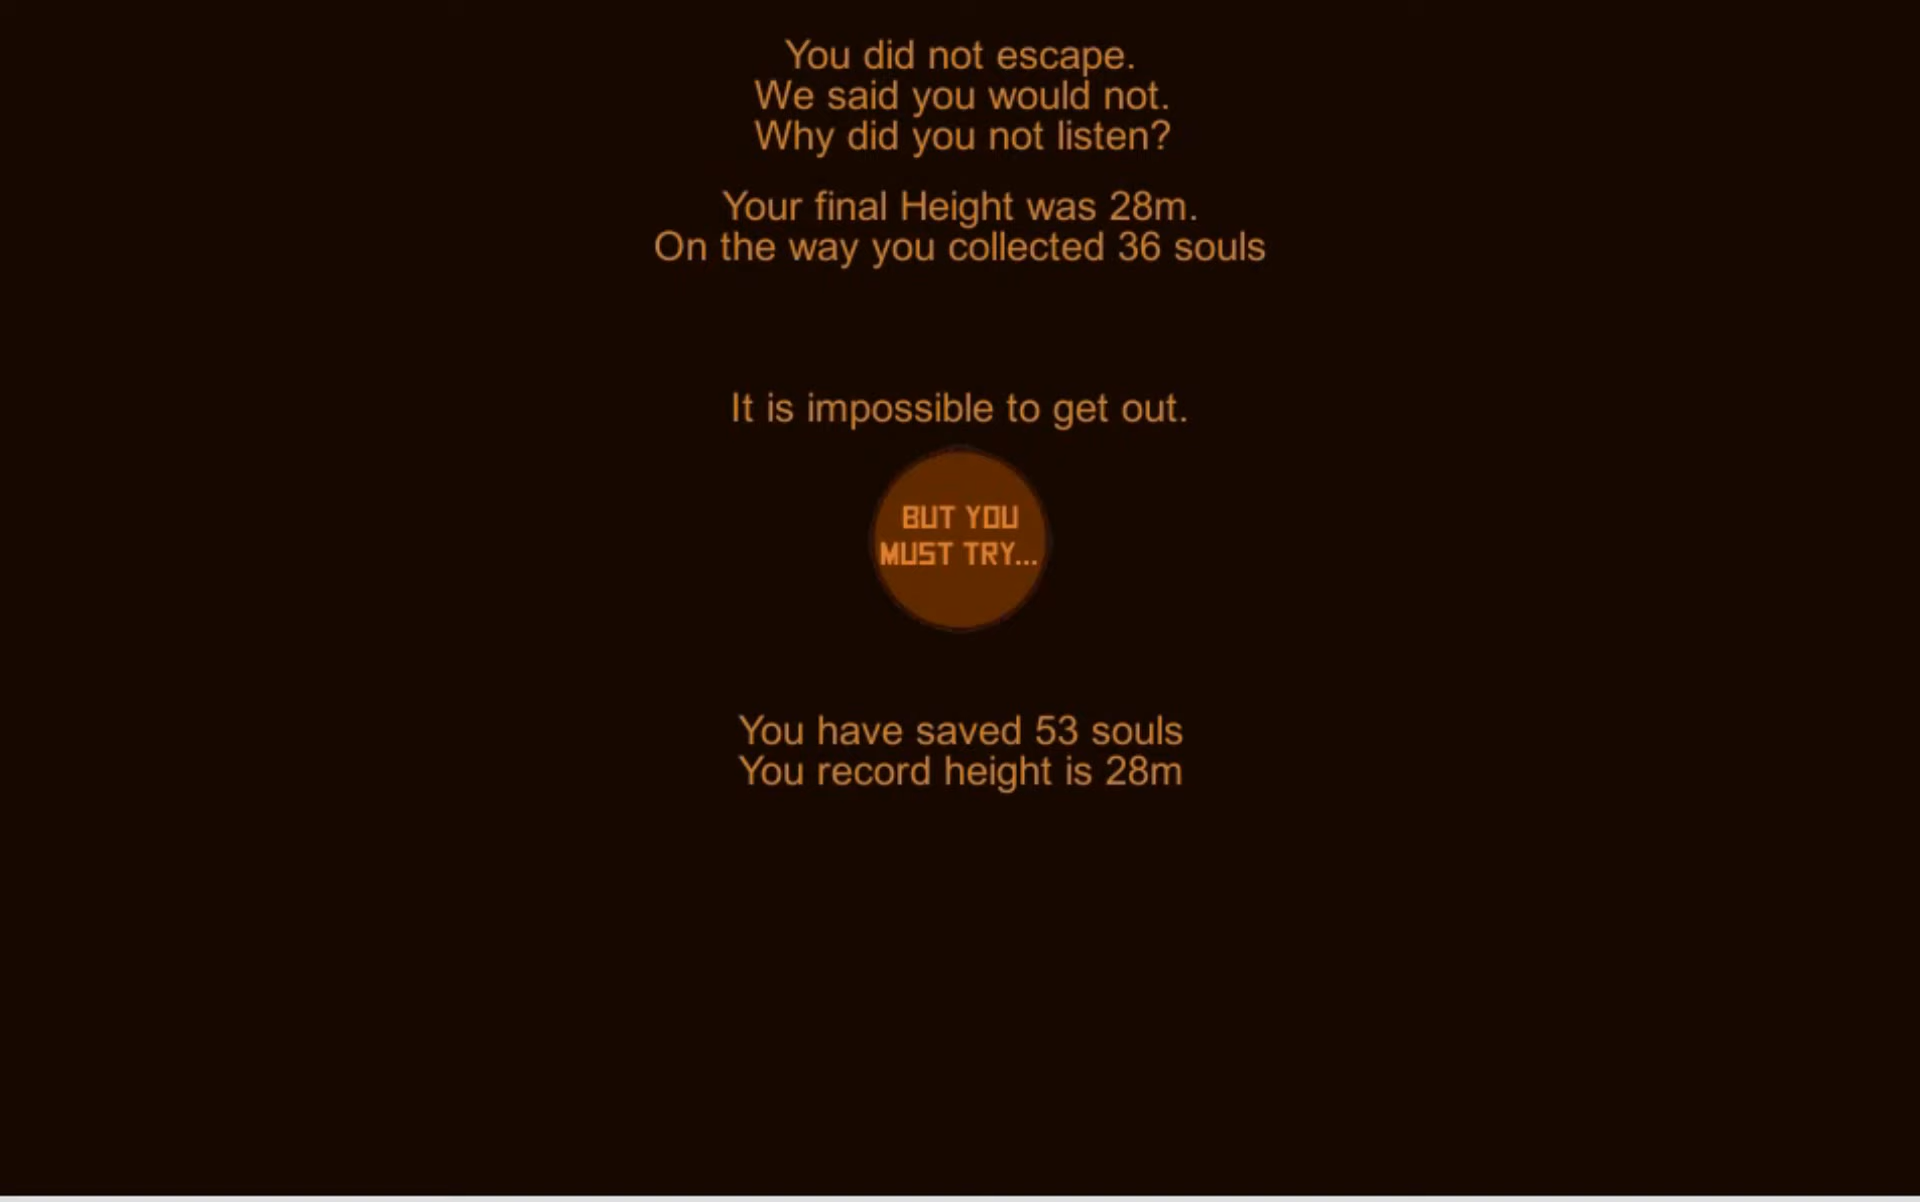 You did not escape.
We said you would not.
Why did you not listen?
Your final Height was 28m.
On the way you collected 36 souls
It is impossible to get out.
BUT YOU
MUST TRY...
You have saved 53 souls
You record height is 28m